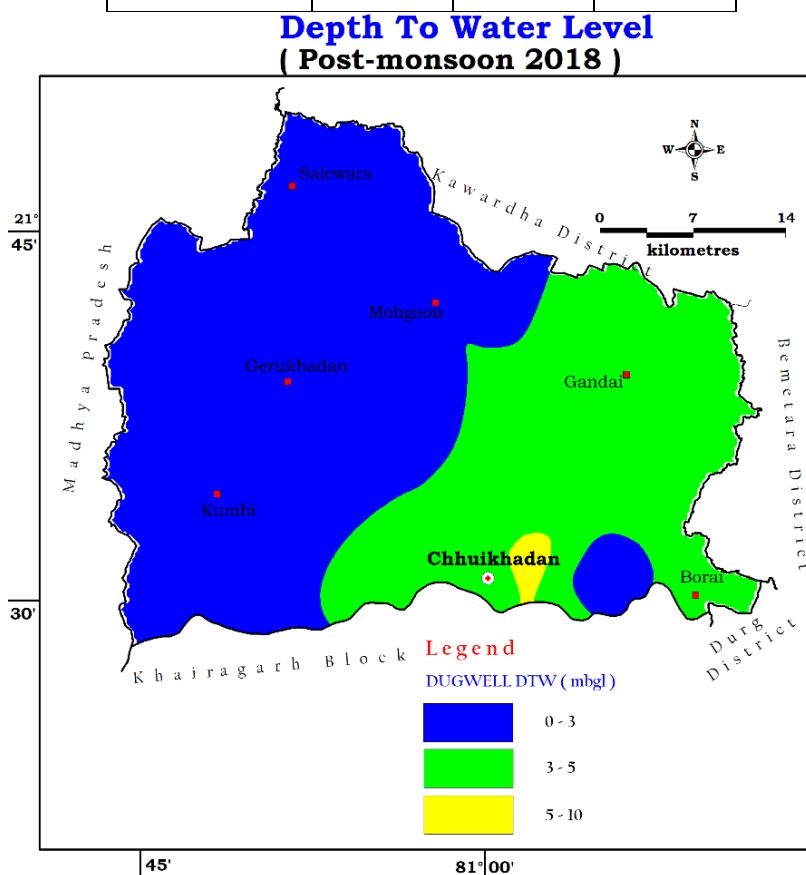 Depth To Water Level
( Post-monsoon 2018 )
N
W E
S
Salewara
Kawardha District
21°
45'
0 7 14
kilometres
Madhya Pradesh
Mohgaon
Gerukhadan
Gandai
Bemetara District
Kumhi
Chhuikhadan
Borai
30'
Durg
District
Khairagarh Block
Legend
DUGWELL DTW ( mbgl )
0 - 3
3 - 5
5 - 10
45'
81° 00'